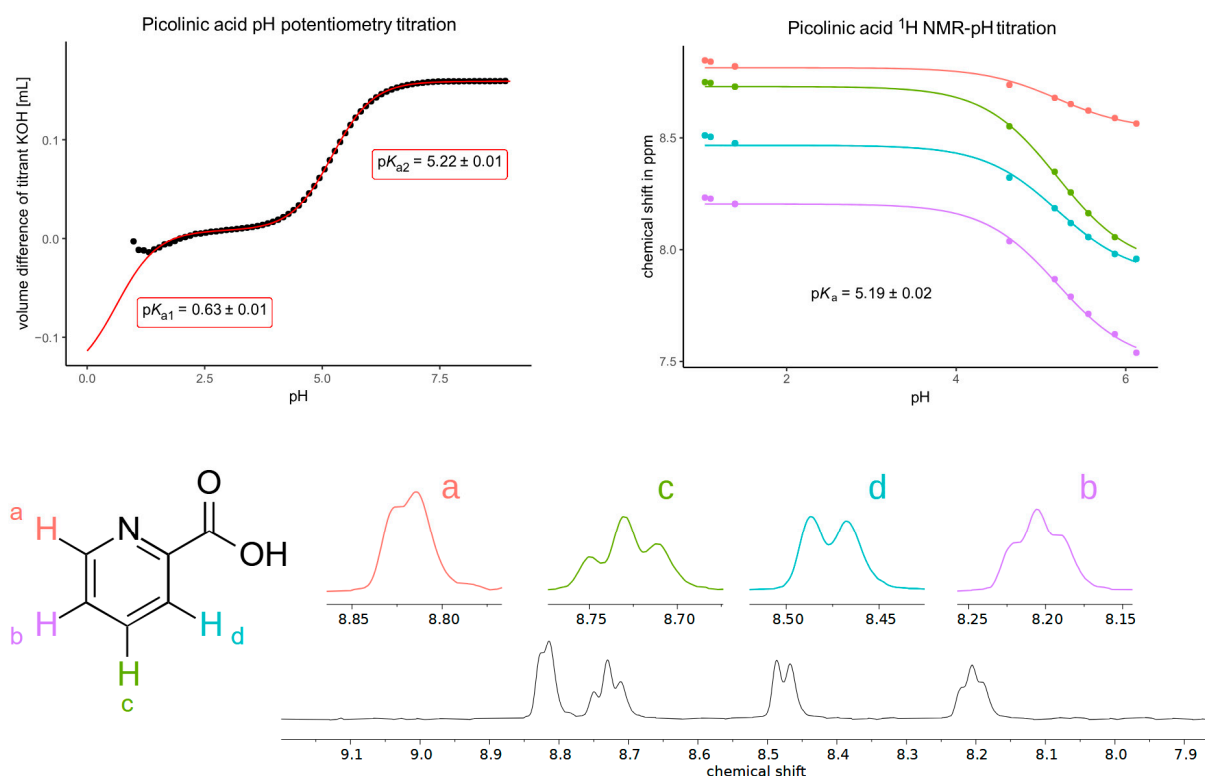 Picolinic acid pH potentiometry titration
volume difference of titrant KOH [mL]
0.1
0.0
−0.1
pKa2 = 5.22 ± 0.01
pKa1 = 0.63 ± 0.01
0.0 2.5 5.0 7.5
pH
Picolinic acid ¹H NMR-pH titration
chemical shift in ppm
8.5
8.0
7.5
pKa = 5.19 ± 0.02
2 4 6
pH
O
N
OH
a H
b H
H d
H
c
a
8.85 8.80
c
8.75 8.70
d
8.50 8.45
b
8.25 8.20 8.15
9.1 9.0 8.9 8.8 8.7 8.6 8.5 8.4 8.3 8.2 8.1 8.0 7.9
chemical shift